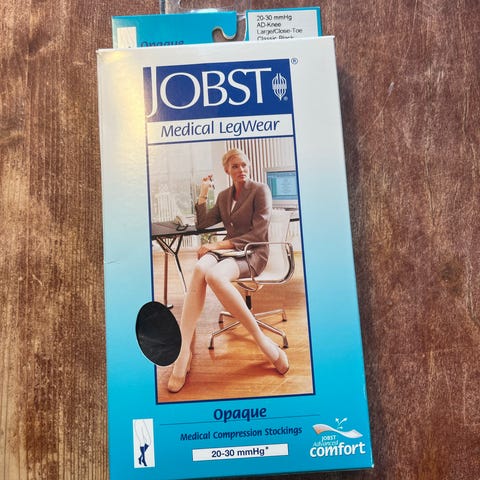 Opaque
20-30 mmHg
AD-Knee
Large/Close-Toe
Classic Black
JOBST®
Medical LegWear
Opaque
Medical Compression Stockings
20-30 mmHg*
JOBST
Advanced
comfort